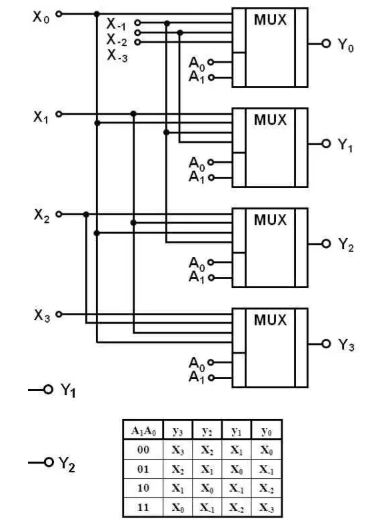 X0 X-1 MUX
X-2
X-3
A0
A1
Y0
X1 MUX
A0
A1
Y1
X2 MUX
A0
A1
Y2
X3 MUX
A0
A1
Y3
Y1
Y2
A1A0 y3 y2 y1 y0
00 X3 X2 X1 X0
01 X2 X1 X0 X-1
10 X1 X0 X-1 X-2
11 X0 X-1 X-2 X-3